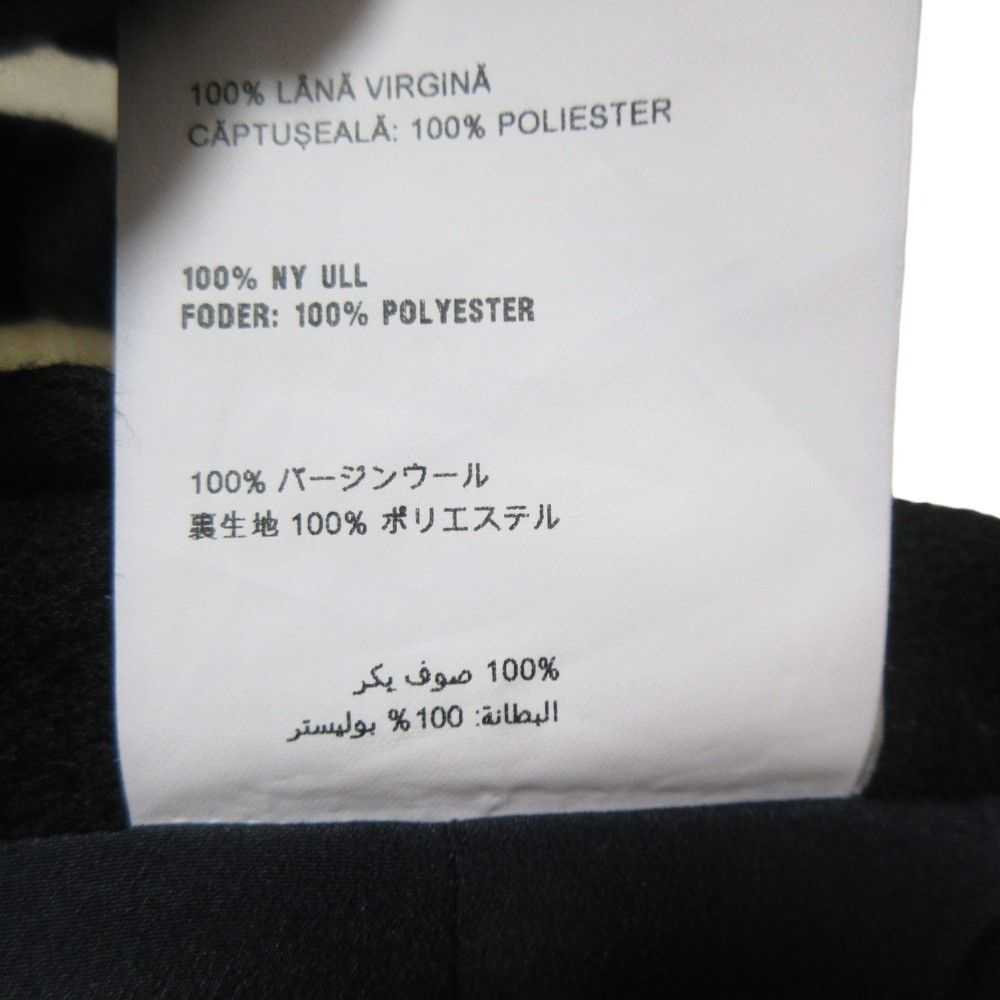 100% LÂNĂ VIRGINĂ
CĂPTUȘEALĂ: 100% POLIESTER
100% NY ULL
FODER: 100% POLYESTER
100% バージンウール
裏生地 100% ポリエステル
100% صوف بكر
البطانة: 100% بوليستر